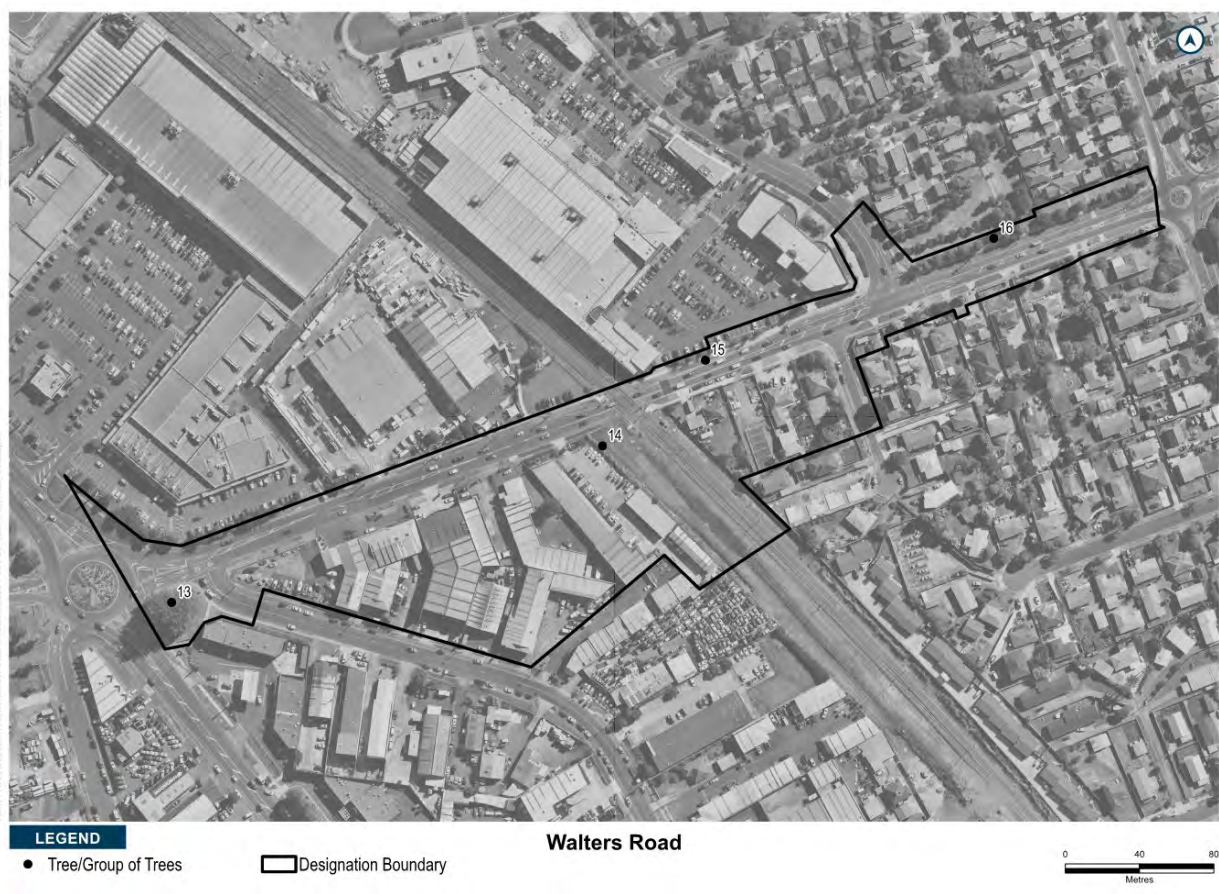 16
15
14
13
LEGEND
Tree/Group of Trees
Designation Boundary
Walters Road
0 40 80
Metres